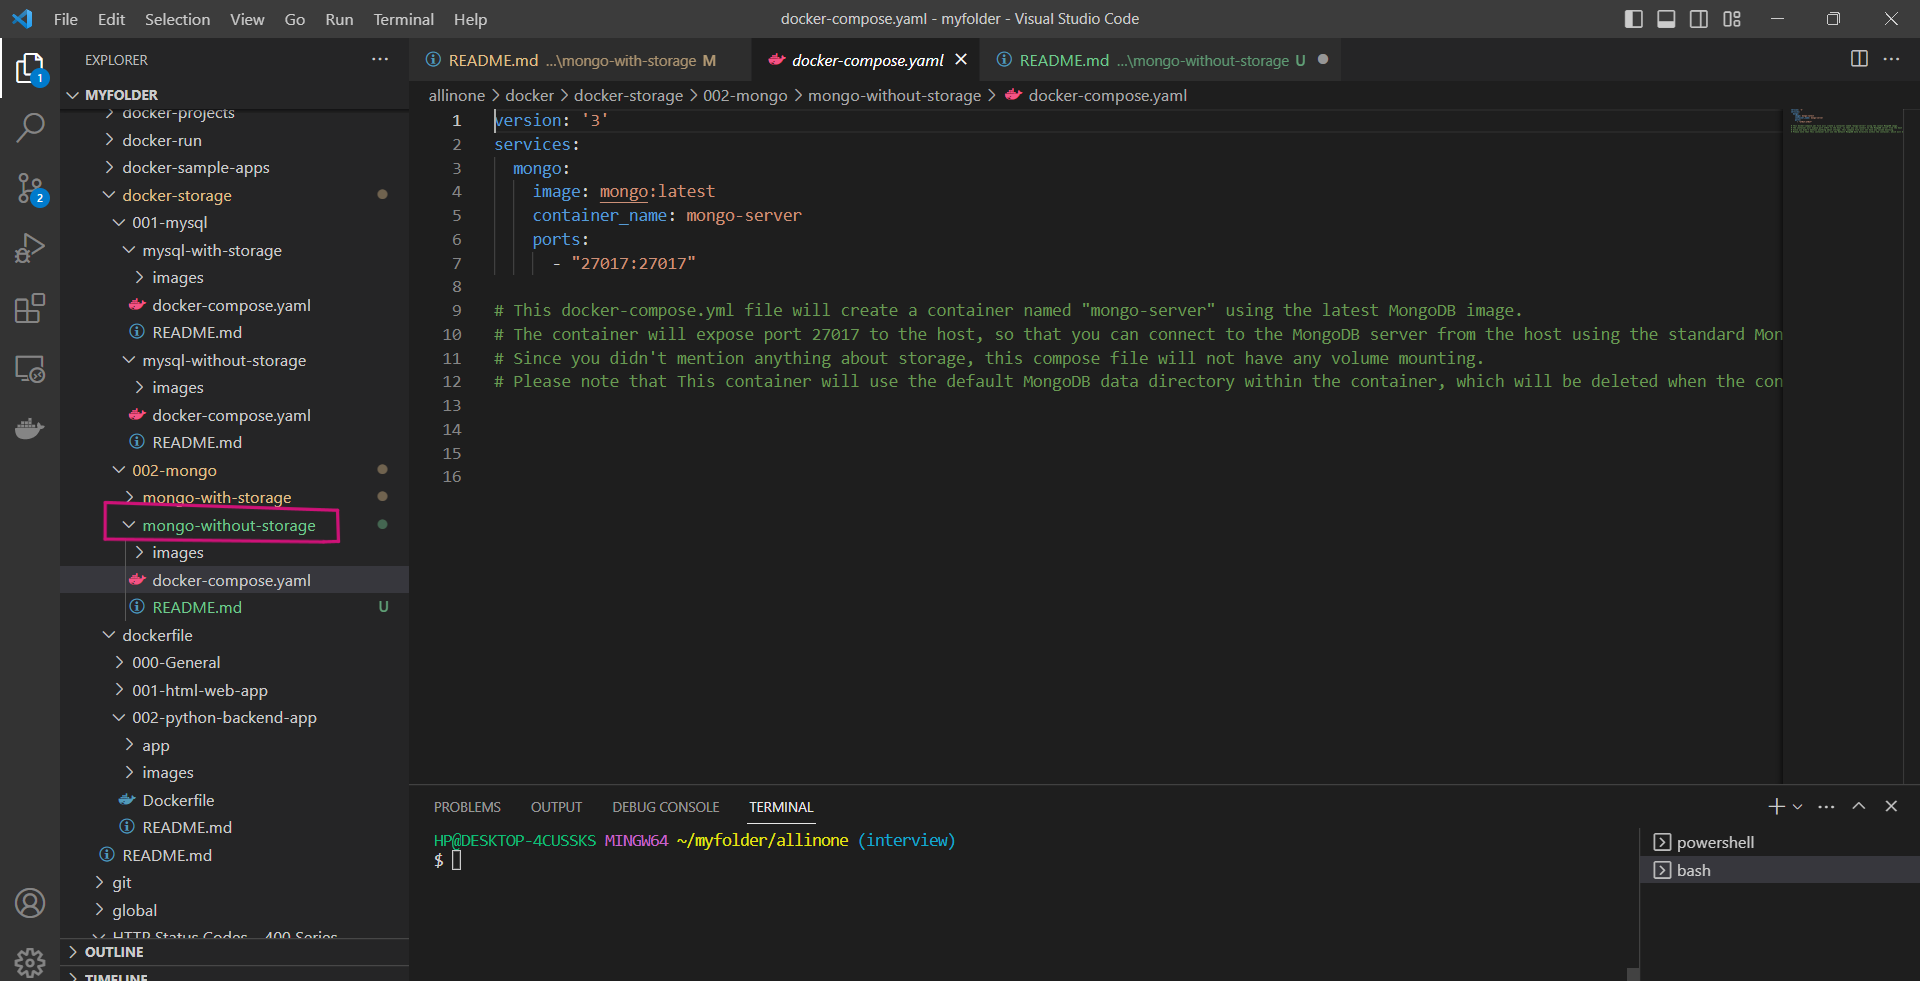 File Edit Selection View Go Run Terminal Help
docker-compose.yaml - myfolder - Visual Studio Code
1
2
EXPLORER
MYFOLDER
docker-projects
docker-run
docker-sample-apps
docker-storage
001-mysql
mysql-with-storage
images
docker-compose.yaml
README.md
mysql-without-storage
images
docker-compose.yaml
README.md
002-mongo
mongo-with-storage
mongo-without-storage
images
docker-compose.yaml
README.md U
dockerfile
000-General
001-html-web-app
002-python-backend-app
app
images
Dockerfile
README.md
README.md
git
global
HTTP Status Codes - 400 Series
OUTLINE
TIMELINE
README.md ...\mongo-with-storage M
docker-compose.yaml
README.md ...\mongo-without-storage U
allinone > docker > docker-storage > 002-mongo > mongo-without-storage > docker-compose.yaml
1 version: '3'
2 services:
3 mongo:
4 image: mongo:latest
5 container_name: mongo-server
6 ports:
7 - "27017:27017"
8
9 # This docker-compose.yml file will create a container named "mongo-server" using the latest MongoDB image.
10 # The container will expose port 27017 to the host, so that you can connect to the MongoDB server from the host using the standard Mon
11 # Since you didn't mention anything about storage, this compose file will not have any volume mounting.
12 # Please note that This container will use the default MongoDB data directory within the container, which will be deleted when the con
13
14
15
16
PROBLEMS OUTPUT DEBUG CONSOLE TERMINAL
HP@DESKTOP-4CUSSKS MINGW64 ~/myfolder/allinone (interview)
$
powershell
bash